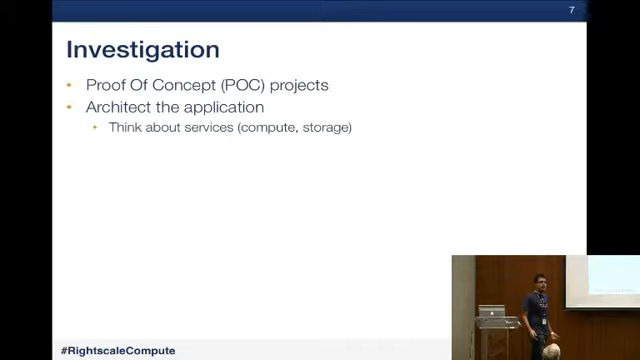 7
Investigation
• Proof Of Concept (POC) projects
• Architect the application
• Think about services (compute, storage)
#RightscaleCompute